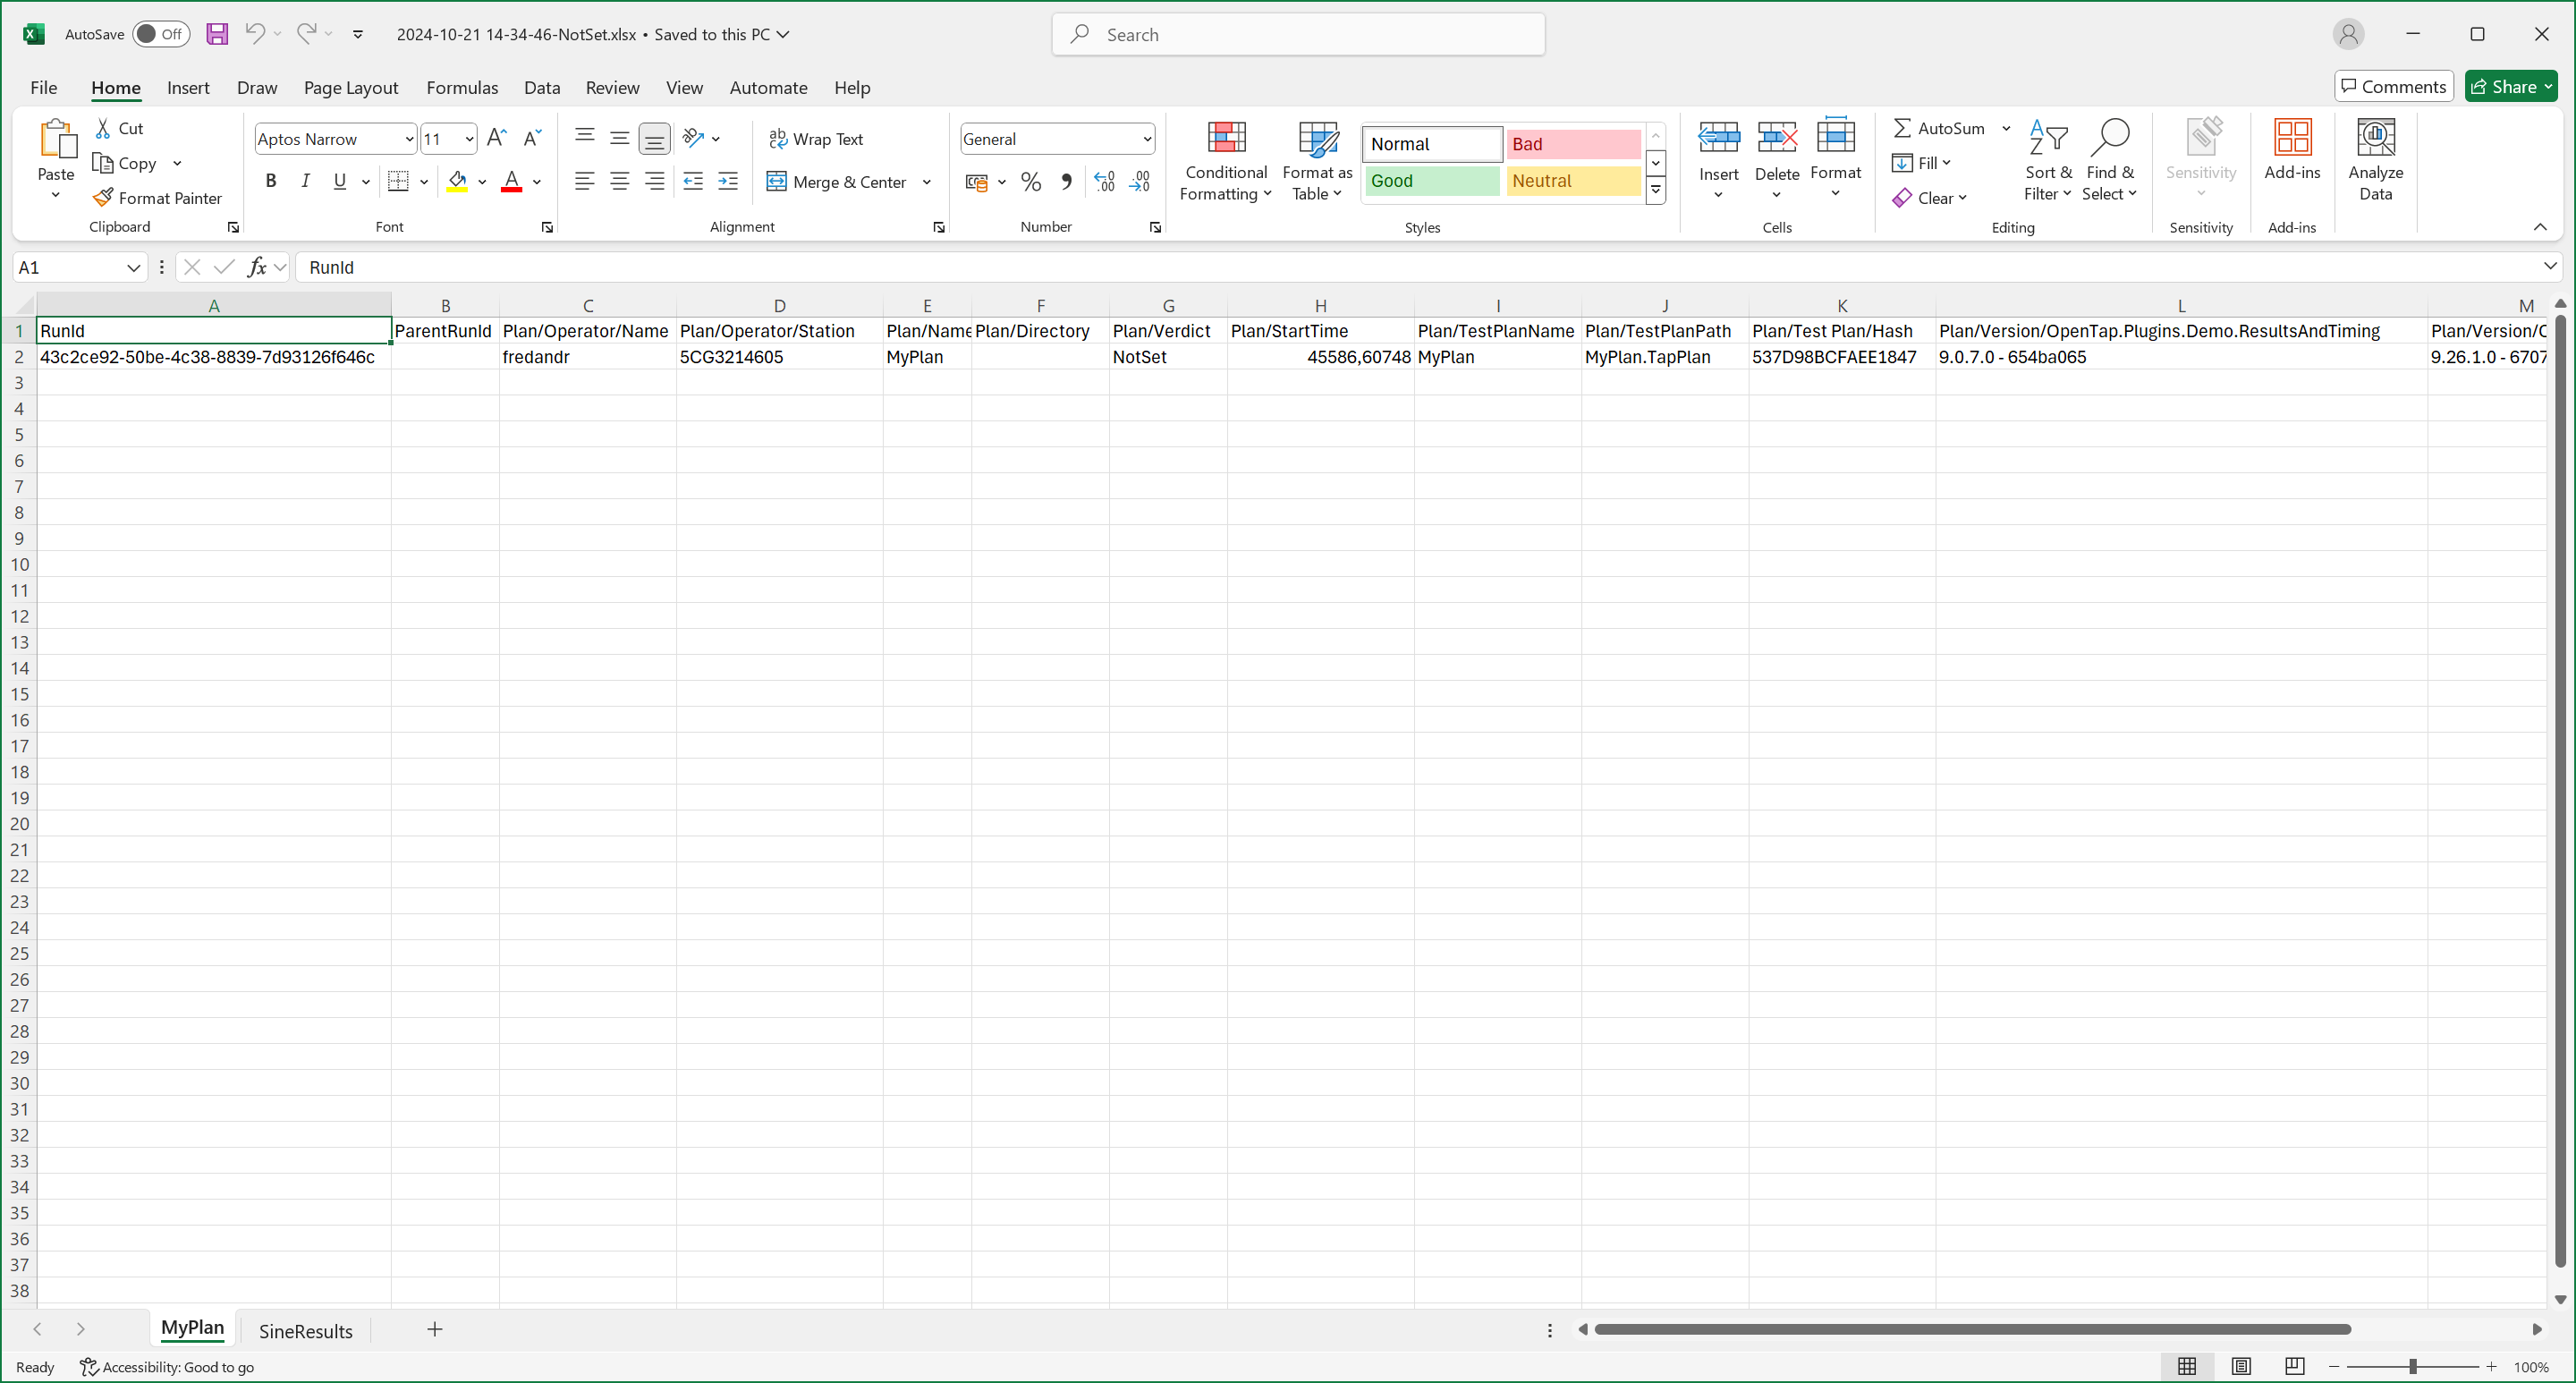 AutoSave Off 2024-10-21 14-34-46-NotSet.xlsx • Saved to this PC Search
File Home Insert Draw Page Layout Formulas Data Review View Automate Help Comments Share
Paste Cut Copy Format Painter Clipboard
Aptos Narrow 11 B I U A Font
Wrap Text Merge & Center Alignment
General % Number
Conditional Formatting Format as Table Normal Bad Good Neutral Styles
Insert Delete Format Cells
AutoSum Fill Clear Sort & Filter Find & Select Editing
Sensitivity Sensitivity
Add-ins Add-ins
Analyze Data
A1 fx RunId
A B C D E F G H I J K L M
1 RunId ParentRunId Plan/Operator/Name Plan/Operator/Station Plan/Name Plan/Directory Plan/Verdict Plan/StartTime Plan/TestPlanName Plan/TestPlanPath Plan/Test Plan/Hash Plan/Version/OpenTap.Plugins.Demo.ResultsAndTiming Plan/Version/
2 43c2ce92-50be-4c38-8839-7d93126f646c fredandr 5CG3214605 MyPlan NotSet 45586,60748 MyPlan MyPlan.TapPlan 537D98BCFAEE1847 9.0.7.0 - 654ba065 9.26.1.0 - 6707
3
4
5
6
7
8
9
10
11
12
13
14
15
16
17
18
19
20
21
22
23
24
25
26
27
28
29
30
31
32
33
34
35
36
37
38
MyPlan SineResults
Ready Accessibility: Good to go 100%